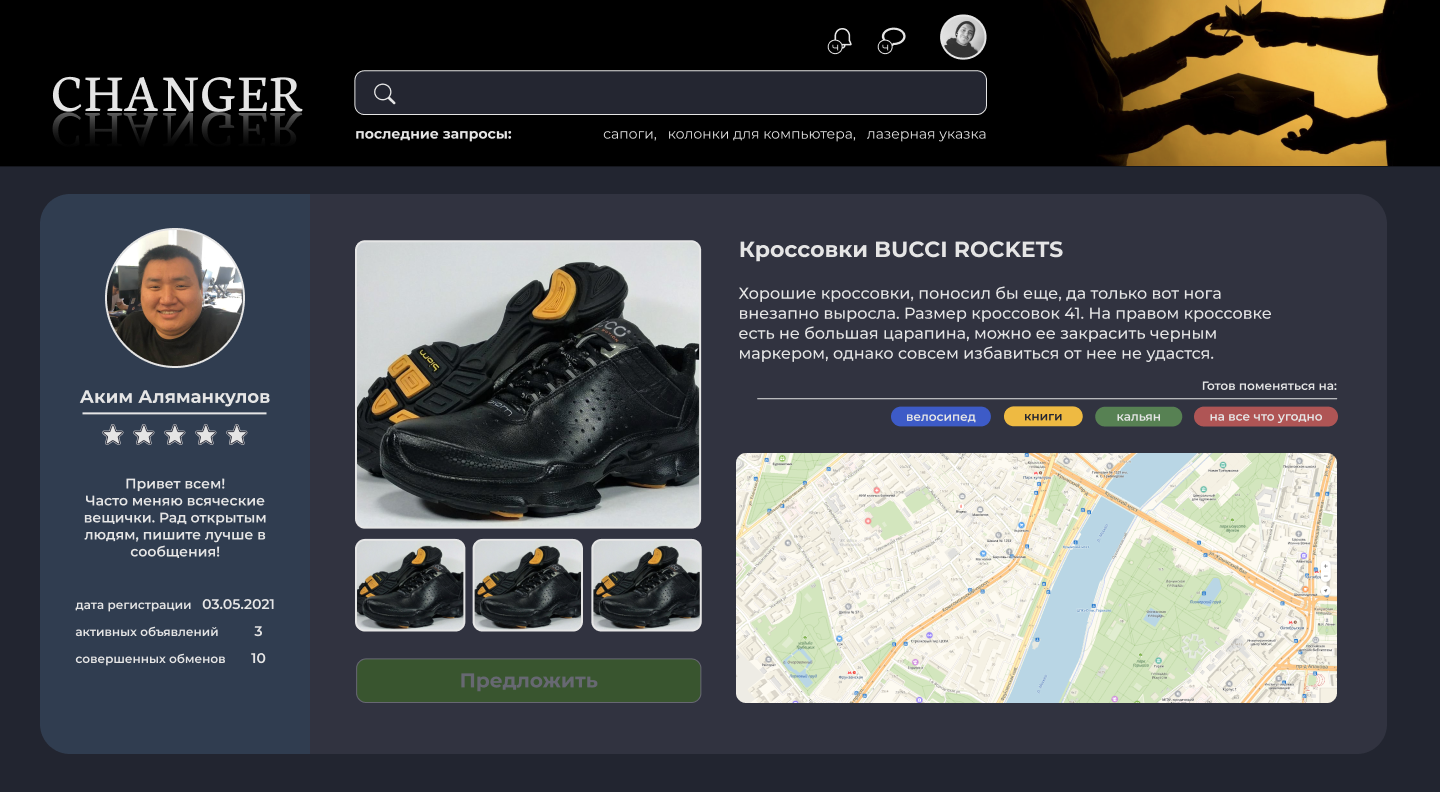 CHANGER
4
4
последние запросы:
сапоги, колонки для компьютера, лазерная указка
Аким Аляманкулов
Привет всем!
Часто меняю всяческие
вещички. Рад открытым
людям, пишите лучше в
сообщения!
дата регистрации 03.05.2021
активных объявлений 3
совершенных обменов 10
Предложить
Кроссовки BUCCI ROCKETS
Хорошие кроссовки, поносил бы еще, да только вот нога
внезапно выросла. Размер кроссовок 41. На правом кроссовке
есть не большая царапина, можно ее закрасить черным
маркером, однако совсем избавиться от нее не удастся.
Готов поменяться на:
велосипед
книги
кальян
на все что угодно